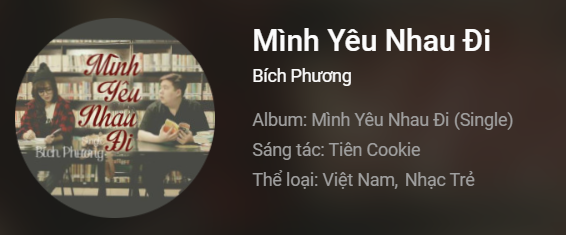 Mình Yêu Nhau Đi
Bích Phương
Album: Mình Yêu Nhau Đi (Single)
Sáng tác: Tiên Cookie
Thể loại: Việt Nam, Nhạc Trẻ
Mình
Yêu
Nhau
Đi
Bích Phương